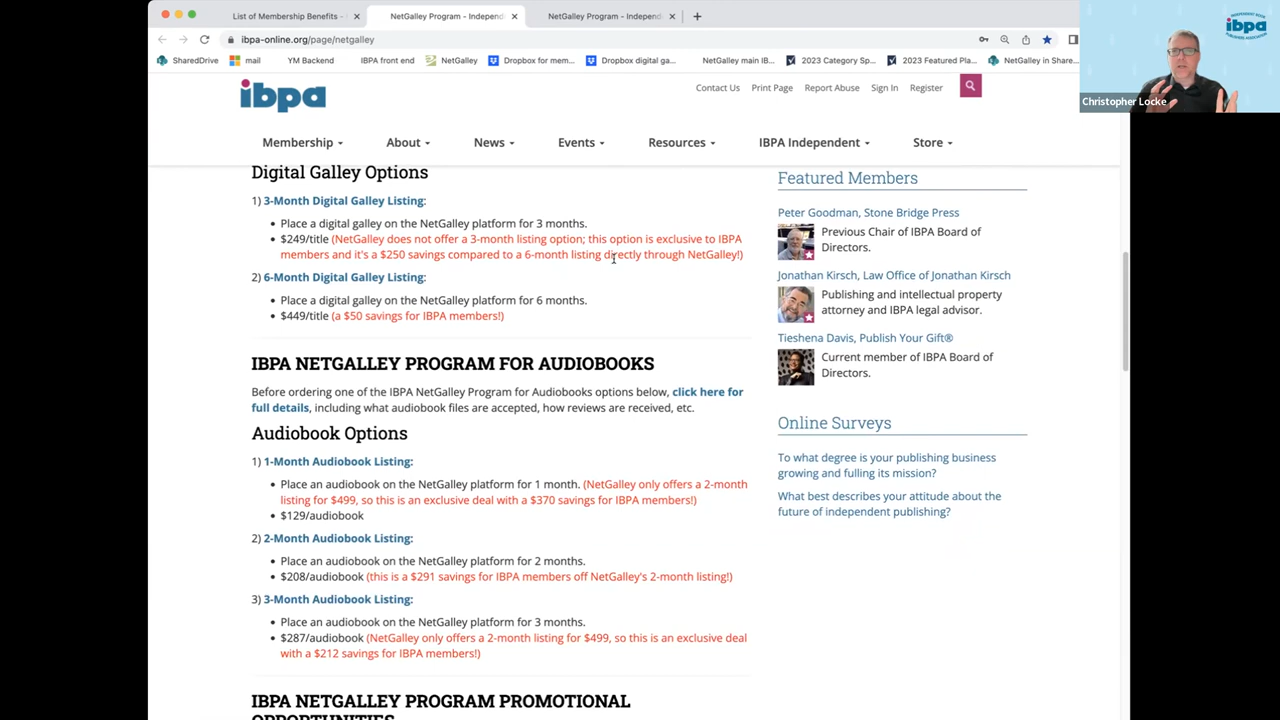 List of Membership Benefits -
NetGalley Program - Independ
NetGalley Program - Independ
ibpa-online.org/page/netgalley
SharedDrive
mail
YM Backend
IBPA front end
NetGalley
Dropbox for mem...
Dropbox digital ga...
NetGalley main IB...
2023 Category Sp...
2023 Featured Pla...
NetGalley in Share...
ibpa
Christopher Locke
ibpa
Contact Us
Print Page
Report Abuse
Sign In
Register
Membership
About
News
Events
Resources
IBPA Independent
Store
Digital Galley Options
1) 3-Month Digital Galley Listing:
• Place a digital galley on the NetGalley platform for 3 months.
• $249/title (NetGalley does not offer a 3-month listing option; this option is exclusive to IBPA
members and it's a $250 savings compared to a 6-month listing directly through NetGalley!)
2) 6-Month Digital Galley Listing:
• Place a digital galley on the NetGalley platform for 6 months.
• $449/title (a $50 savings for IBPA members!)
IBPA NETGALLEY PROGRAM FOR AUDIOBOOKS
Before ordering one of the IBPA NetGalley Program for Audiobooks options below, click here for
full details, including what audiobook files are accepted, how reviews are received, etc.
Audiobook Options
1) 1-Month Audiobook Listing:
• Place an audiobook on the NetGalley platform for 1 month. (NetGalley only offers a 2-month
listing for $499, so this is an exclusive deal with a $370 savings for IBPA members!)
• $129/audiobook
2) 2-Month Audiobook Listing:
• Place an audiobook on the NetGalley platform for 2 months.
• $208/audiobook (this is a $291 savings for IBPA members off NetGalley's 2-month listing!)
3) 3-Month Audiobook Listing:
• Place an audiobook on the NetGalley platform for 3 months.
• $287/audiobook (NetGalley only offers a 2-month listing for $499, so this is an exclusive deal
with a $212 savings for IBPA members!)
IBPA NETGALLEY PROGRAM PROMOTIONAL
OPPORTUNITIES
Featured Members
Peter Goodman, Stone Bridge Press
Previous Chair of IBPA Board of
Directors.
Jonathan Kirsch, Law Office of Jonathan Kirsch
Publishing and intellectual property
attorney and IBPA legal advisor.
Tieshena Davis, Publish Your Gift®
Current member of IBPA Board of
Directors.
Online Surveys
To what degree is your publishing business
growing and fulling its mission?
What best describes your attitude about the
future of independent publishing?